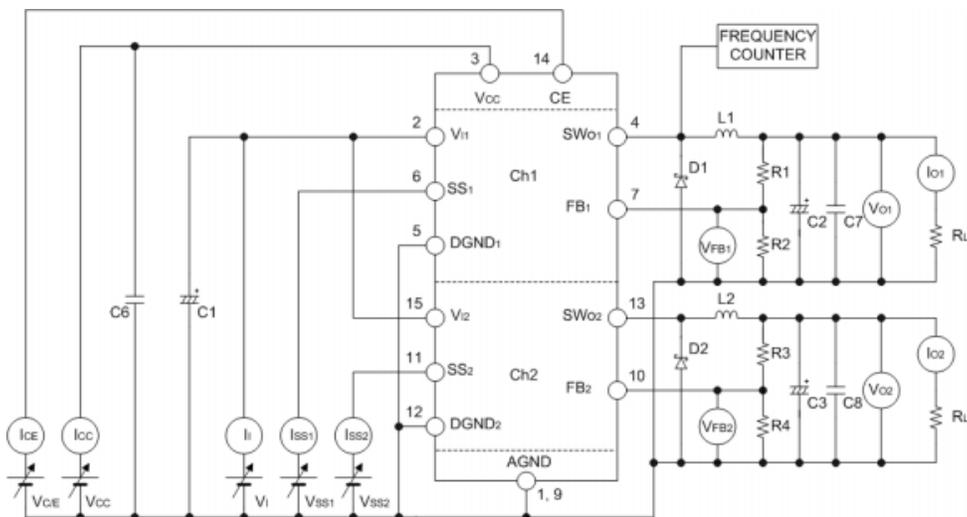 FREQUENCY
COUNTER
3 14
Vcc CE
2 VI1 SWO1 4 L1
D1 R1 IO1
6 SS1 Ch1
7 FB1 C2 C7 VO1
5 DGND1 VFB1 R2 RL
C6 C1
15 VI2 SWO2 13 L2
D2 R3 IO2
11 SS2 Ch2
10 FB2 C3 C8 VO2
12 DGND2 VFB2 R4 RL
ICE ICC II ISS1 ISS2
AGND
VC/E VCC VI VSS1 VSS2 1, 9